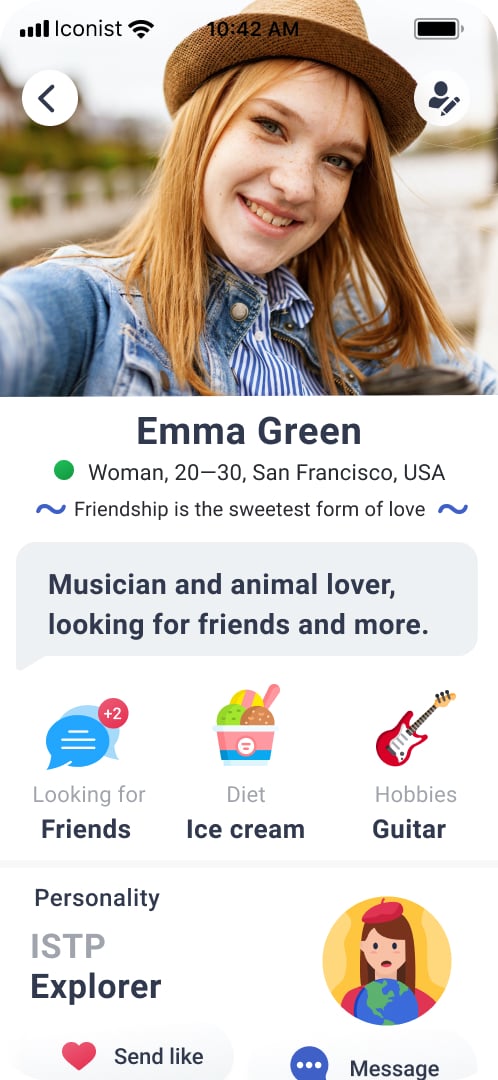 Iconist 10:42 AM
Emma Green
Woman, 20—30, San Francisco, USA
Friendship is the sweetest form of love
Musician and animal lover,
looking for friends and more.
+2
Looking for Diet Hobbies
Friends Ice cream Guitar
Personality
ISTP
Explorer
Send like Message